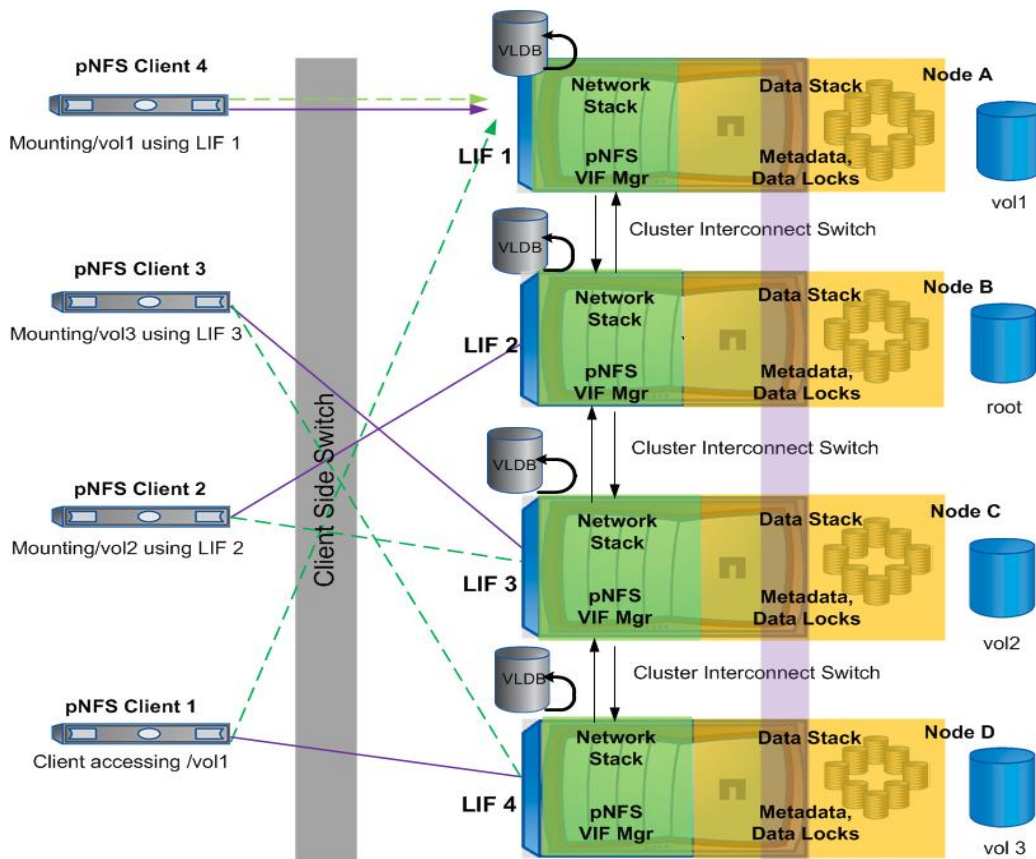 VLDB
pNFS Client 4
Mounting/vol1 using LIF 1
LIF 1
Network
Stack
pNFS
VIF Mgr
Data Stack
Metadata,
Data Locks
Node A
vol1
Cluster Interconnect Switch
VLDB
pNFS Client 3
Mounting/vol3 using LIF 3
LIF 2
Network
Stack
pNFS
VIF Mgr
Data Stack
Metadata,
Data Locks
Node B
root
Client Side Switch
Cluster Interconnect Switch
VLDB
pNFS Client 2
Mounting/vol2 using LIF 2
LIF 3
Network
Stack
pNFS
VIF Mgr
Data Stack
Metadata,
Data Locks
Node C
vol2
Cluster Interconnect Switch
VLDB
pNFS Client 1
Client accessing /vol1
LIF 4
Network
Stack
pNFS
VIF Mgr
Data Stack
Metadata,
Data Locks
Node D
vol 3